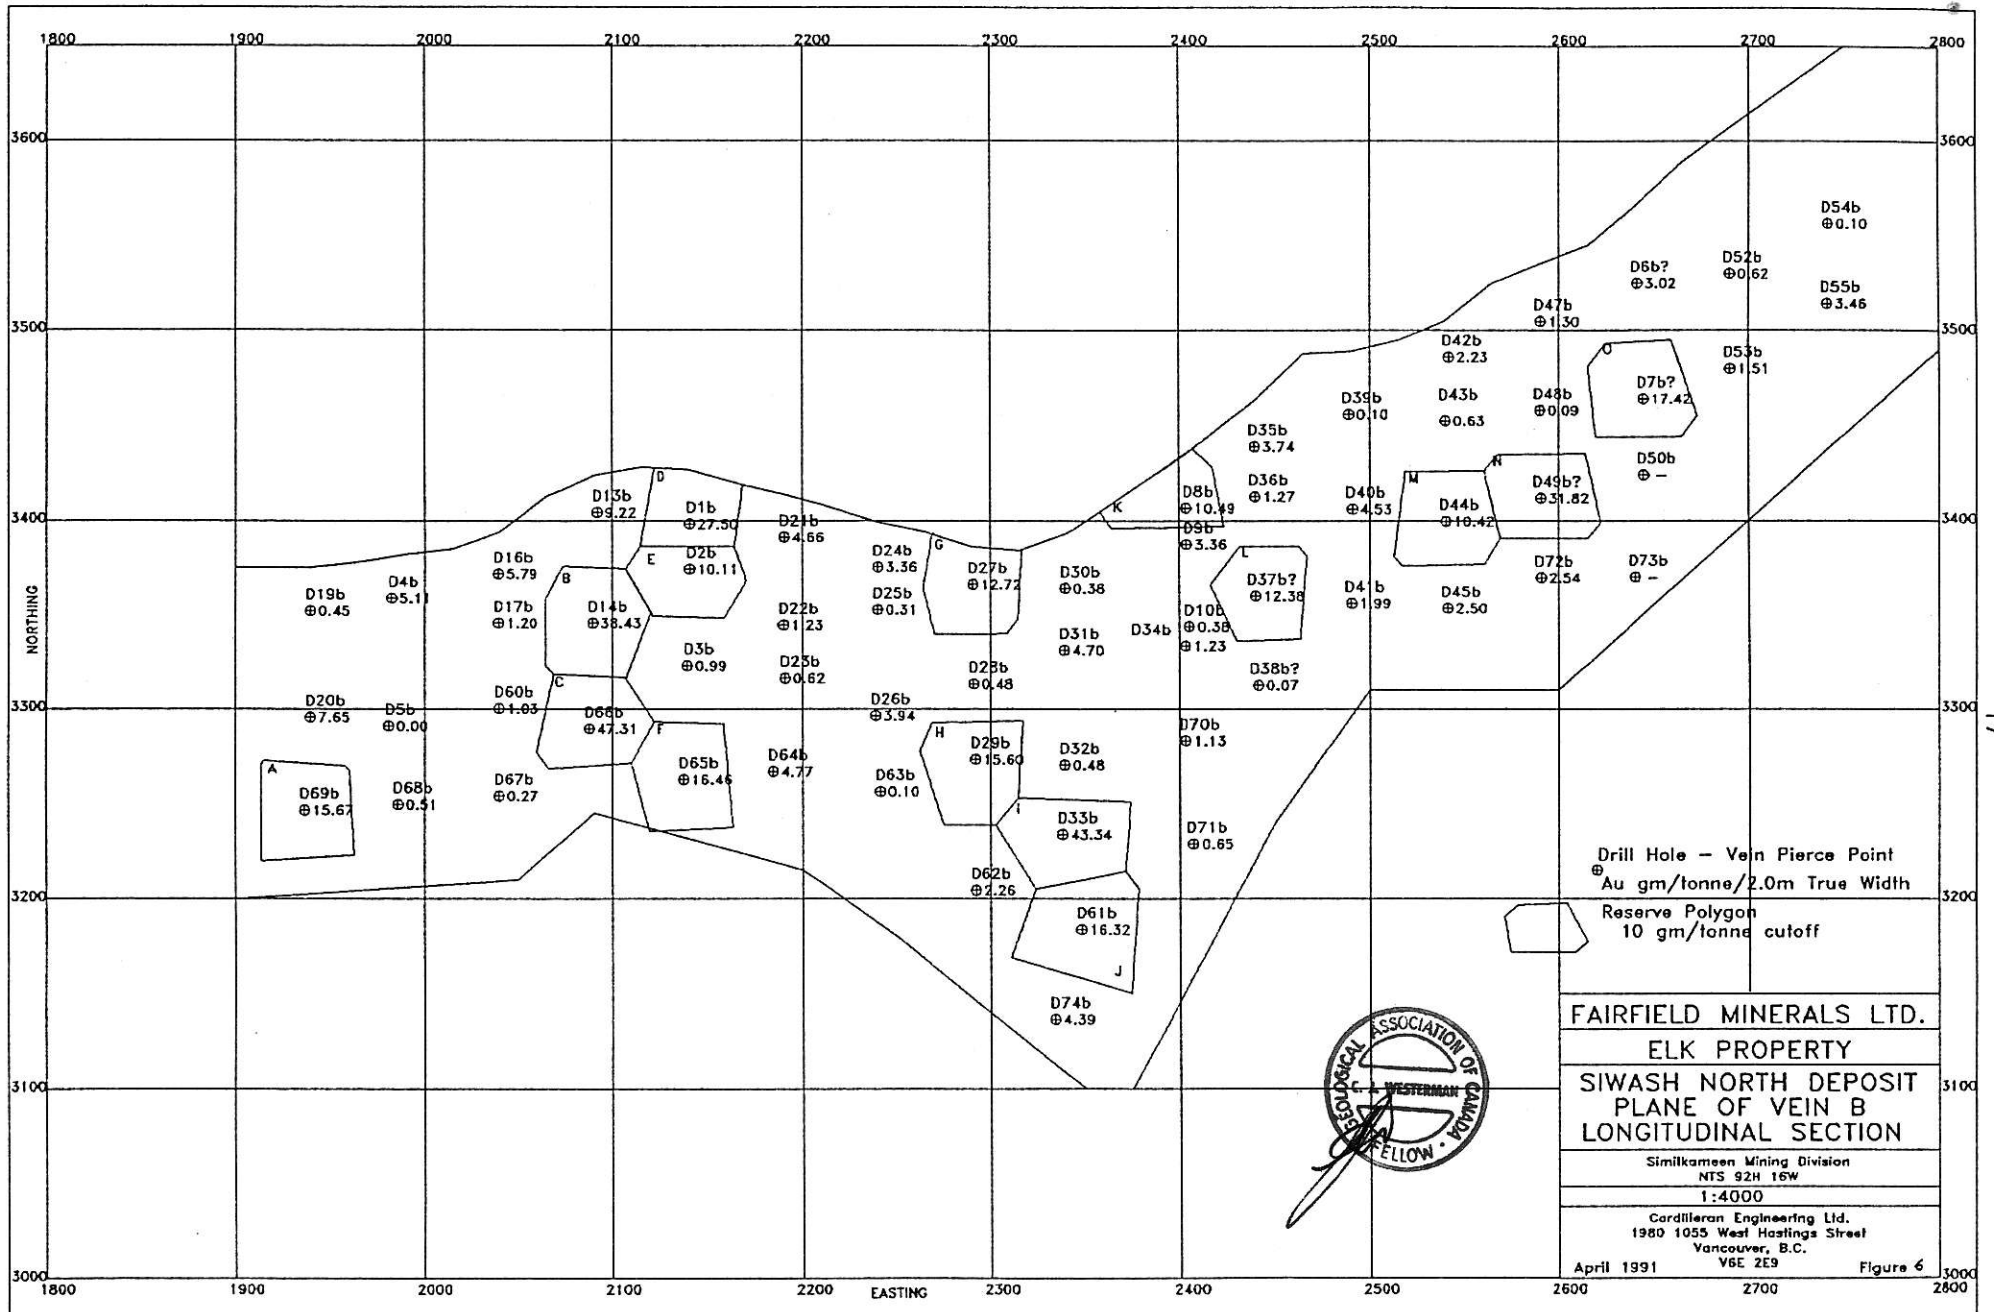 1800 1900 2000 2100 2200 2300 2400 2500 2600 2700 2800
3600 3600
D54b
⊕0.10
D6b?
⊕3.02
D52b
⊕0.62
D55b
⊕3.46
D47b
⊕1.30
3500 3500
D42b
⊕2.23
O
D53b
⊕1.51
D7b?
⊕17.42
D39b
⊕0.10
D43b
⊕0.63
D48b
⊕0.09
D35b
⊕3.74
D50b
⊕ –
D
N
M
D13b
⊕9.22
D1b
⊕27.50
D21b
⊕4.66
K
D8b
⊕10.49
D36b
⊕1.27
D40b
⊕4.53
D44b
⊕10.42
D49b?
⊕31.82
3400 3400
D9b
⊕3.36
D16b
⊕5.79
B
E
D2b
⊕10.11
D24b
⊕3.36
G
D27b
⊕12.72
D30b
⊕0.38
L
D37b?
⊕12.38
D41b
⊕1.99
D45b
⊕2.50
D72b
⊕2.54
D73b
⊕ –
D19b
⊕0.45
D4b
⊕5.11
D17b
⊕1.20
D14b
⊕38.43
D22b
⊕1.23
D25b
⊕0.31
D10b
⊕0.38
D34b
⊕1.23
D31b
⊕4.70
NORTHING
D3b
⊕0.99
D23b
⊕0.62
D28b
⊕0.48
D38b?
⊕0.07
C
D20b
⊕7.65
D5b
⊕0.00
D60b
⊕1.03
D66b
⊕47.31
F
D26b
⊕3.94
3300 3300
H
D29b
⊕15.60
D32b
⊕0.48
D70b
⊕1.13
A
D69b
⊕15.67
D68b
⊕0.51
D67b
⊕0.27
D65b
⊕16.46
D64b
⊕4.77
D63b
⊕0.10
I
D33b
⊕43.34
D71b
⊕0.65
D62b
⊕2.26
3200 3200
D61b
⊕16.32
J
D74b
⊕4.39
Drill Hole – Vein Pierce Point
⊕
Au gm/tonne/2.0m True Width
Reserve Polygon
10 gm/tonne cutoff
3100 3100
GEOLOGICAL ASSOCIATION OF CANADA
WESTERMAN
FELLOW
FAIRFIELD MINERALS LTD.
ELK PROPERTY
SIWASH NORTH DEPOSIT
PLANE OF VEIN B
LONGITUDINAL SECTION
Similkameen Mining Division
NTS 92H 16W
1:4000
Cordilleran Engineering Ltd.
1980 1055 West Hastings Street
Vancouver, B.C.
V6E 2E9
April 1991 Figure 6
3000 3000
1800 1900 2000 2100 2200 2300 2400 2500 2600 2700 2800
EASTING